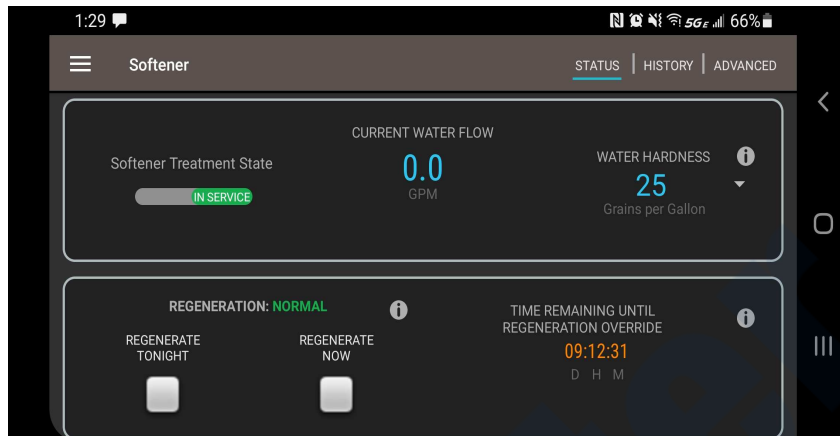 1:29 5GE 66%
Softener STATUS | HISTORY | ADVANCED
CURRENT WATER FLOW
0.0
GPM
Softener Treatment State
IN SERVICE
WATER HARDNESS
25
Grains per Gallon
REGENERATION: NORMAL
REGENERATE
TONIGHT
REGENERATE
NOW
TIME REMAINING UNTIL
REGENERATION OVERRIDE
09:12:31
D H M